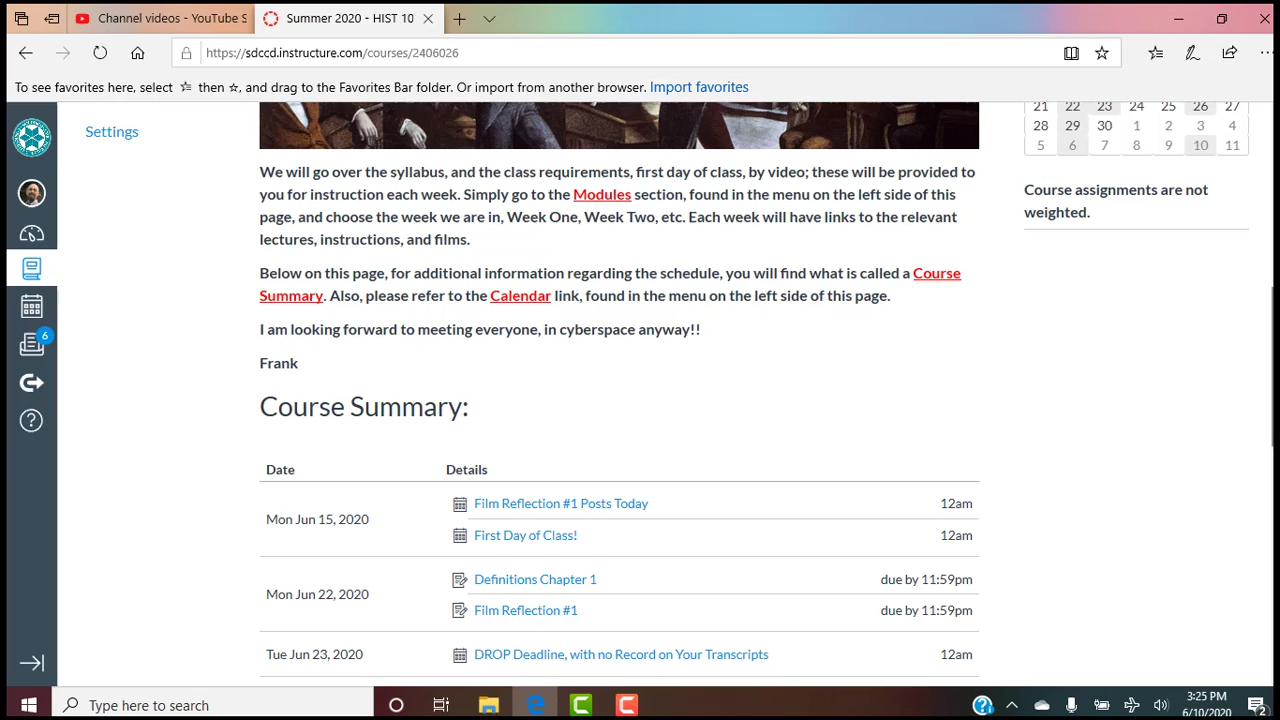 Channel videos - YouTube S
Summer 2020 - HIST 10
https://sdccd.instructure.com/courses/2406026
To see favorites here, select then ☆, and drag to the Favorites Bar folder. Or import from another browser. Import favorites
Settings
21 22 23 24 25 26 27
28 29 30 1 2 3 4
5 6 7 8 9 10 11
Course assignments are not
weighted.
We will go over the syllabus, and the class requirements, first day of class, by video; these will be provided to
you for instruction each week. Simply go to the Modules section, found in the menu on the left side of this
page, and choose the week we are in, Week One, Week Two, etc. Each week will have links to the relevant
lectures, instructions, and films.
Below on this page, for additional information regarding the schedule, you will find what is called a Course
Summary. Also, please refer to the Calendar link, found in the menu on the left side of this page.
I am looking forward to meeting everyone, in cyberspace anyway!!
Frank
6
Course Summary:
Date Details
Mon Jun 15, 2020
Film Reflection #1 Posts Today 12am
First Day of Class! 12am
Mon Jun 22, 2020
Definitions Chapter 1 due by 11:59pm
Film Reflection #1 due by 11:59pm
Tue Jun 23, 2020 DROP Deadline, with no Record on Your Transcripts 12am
Type here to search
3:25 PM
6/10/2020
2